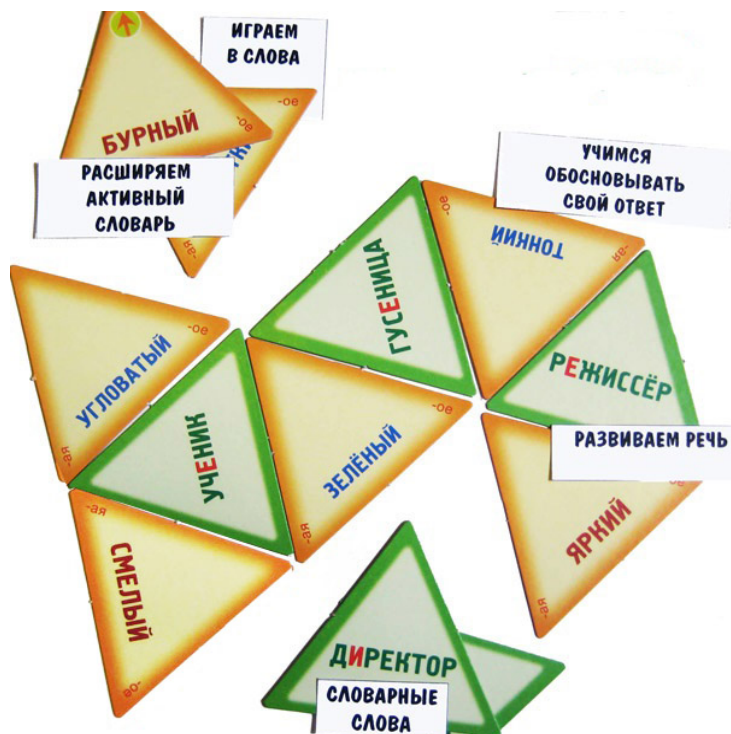 ИГРАЕМ
В СЛОВА
БУРНЫЙ
-ое
-ое
РАСШИРЯЕМ
АКТИВНЫЙ
СЛОВАРЬ
-ая
УЧИМСЯ
ОБОСНОВЫВАТЬ
СВОЙ ОТВЕТ
-ое
ТОНКИЙ
-ая
ГУСЕНИЦА
РЕЖИССЁР
УГЛОВАТЫЙ
-ое
-ая
УЧЕНИК
ЗЕЛЁНЫЙ
-ое
-ая
РАЗВИВАЕМ РЕЧЬ
ЯРКИЙ
-ая
-ая
СМЕЛЫЙ
-ое
ДИРЕКТОР
СЛОВАРНЫЕ
СЛОВА